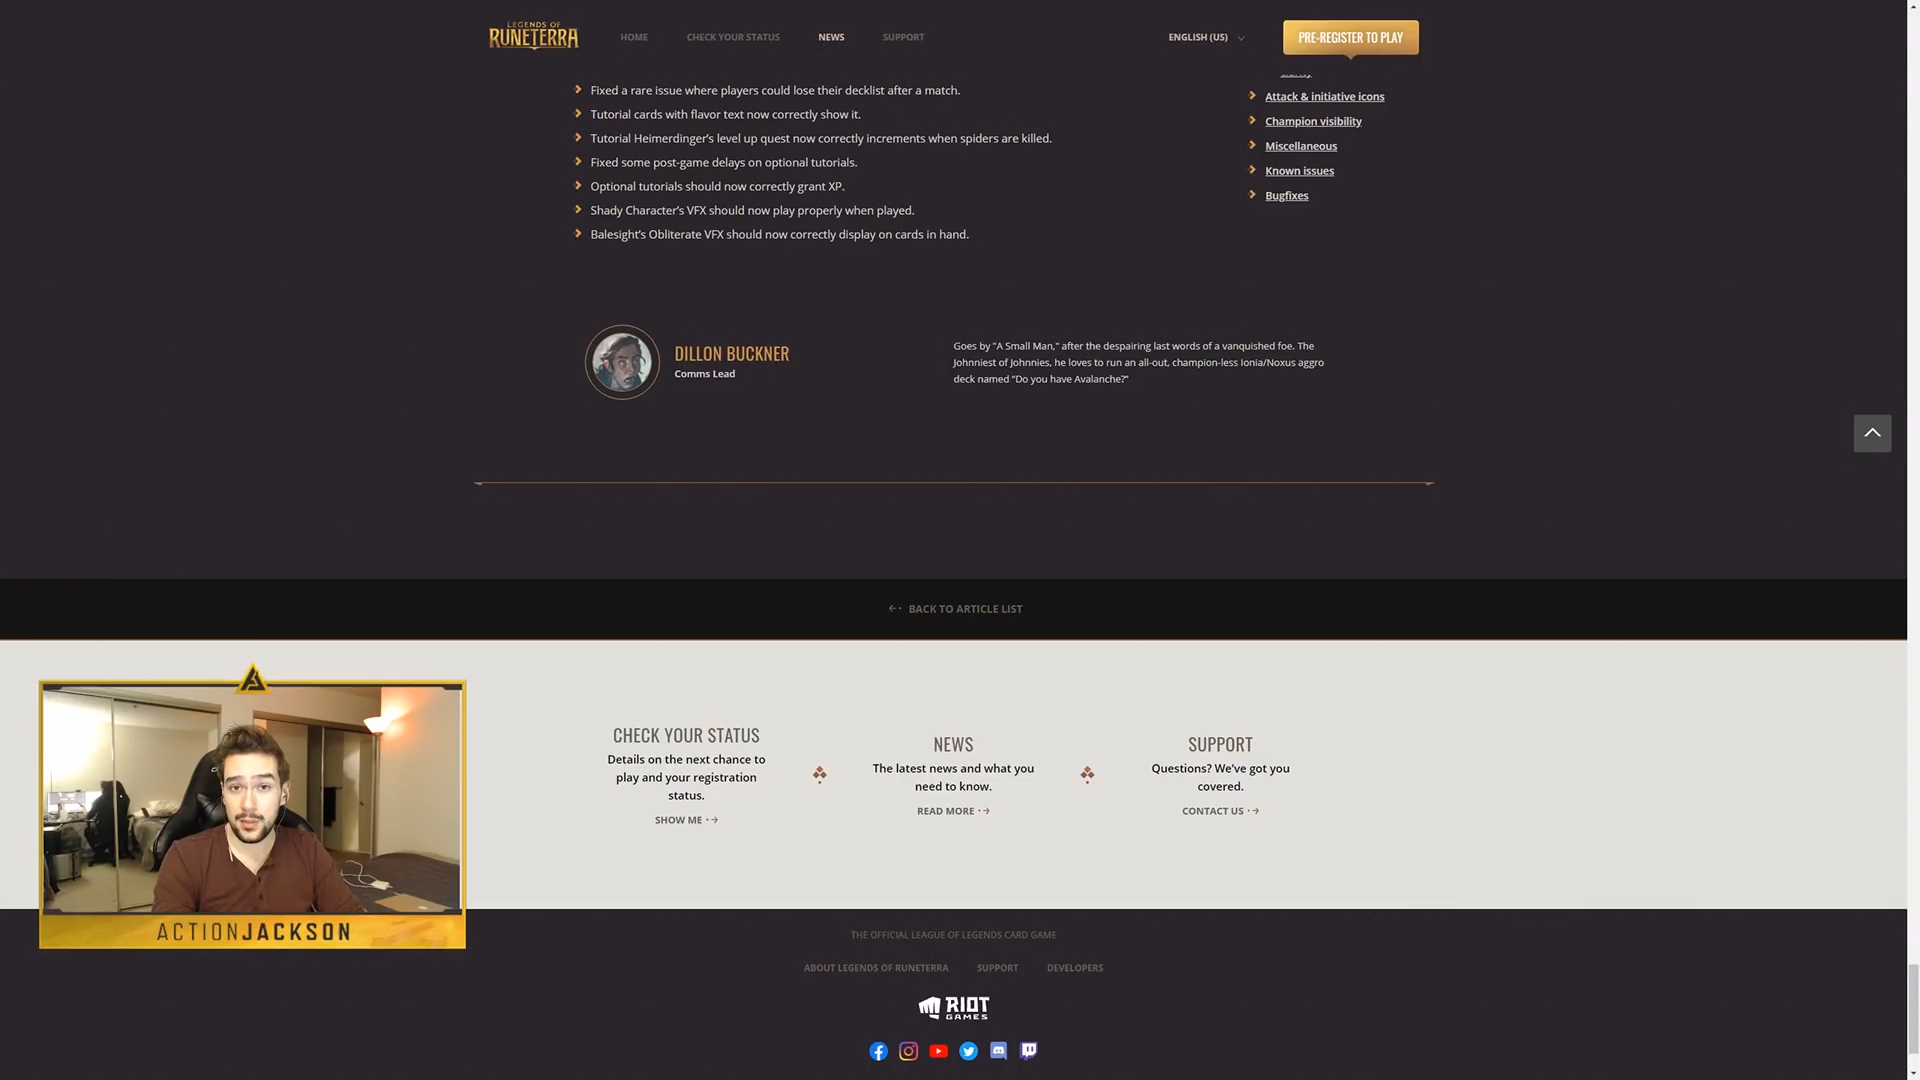 LEGENDS OF
RUNETERRA
HOME
CHECK YOUR STATUS
NEWS
SUPPORT
ENGLISH (US)
PRE-REGISTER TO PLAY
Fixed a rare issue where players could lose their decklist after a match.
Tutorial cards with flavor text now correctly show it.
Tutorial Heimerdinger's level up quest now correctly increments when spiders are killed.
Fixed some post-game delays on optional tutorials.
Optional tutorials should now correctly grant XP.
Shady Character's VFX should now play properly when played.
Balesight's Obliterate VFX should now correctly display on cards in hand.
Attack & initiative icons
Champion visibility
Miscellaneous
Known issues
Bugfixes
DILLON BUCKNER
Comms Lead
Goes by "A Small Man," after the despairing last words of a vanquished foe. The
Johnniest of Johnnies, he loves to run an all-out, champion-less Ionia/Noxus aggro
deck named "Do you have Avalanche?"
BACK TO ARTICLE LIST
CHECK YOUR STATUS
Details on the next chance to
play and your registration
status.
SHOW ME
NEWS
The latest news and what you
need to know.
READ MORE
SUPPORT
Questions? We've got you
covered.
CONTACT US
ACTIONJACKSON
THE OFFICIAL LEAGUE OF LEGENDS CARD GAME
ABOUT LEGENDS OF RUNETERRA
SUPPORT
DEVELOPERS
RIOT
GAMES